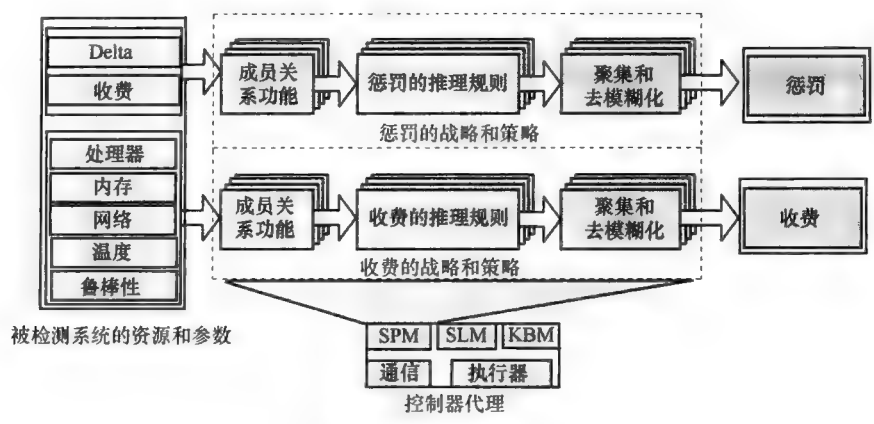 Delta
收费
成员关
系功能
惩罚的推理规则
聚集和
去模糊化
惩罚
惩罚的战略和策略
处理器
内存
网络
温度
鲁棒性
成员关
系功能
收费的推理规则
聚集和
去模糊化
收费
收费的战略和策略
被检测系统的资源和参数
SPM
SLM
KBM
通信
执行器
控制器代理